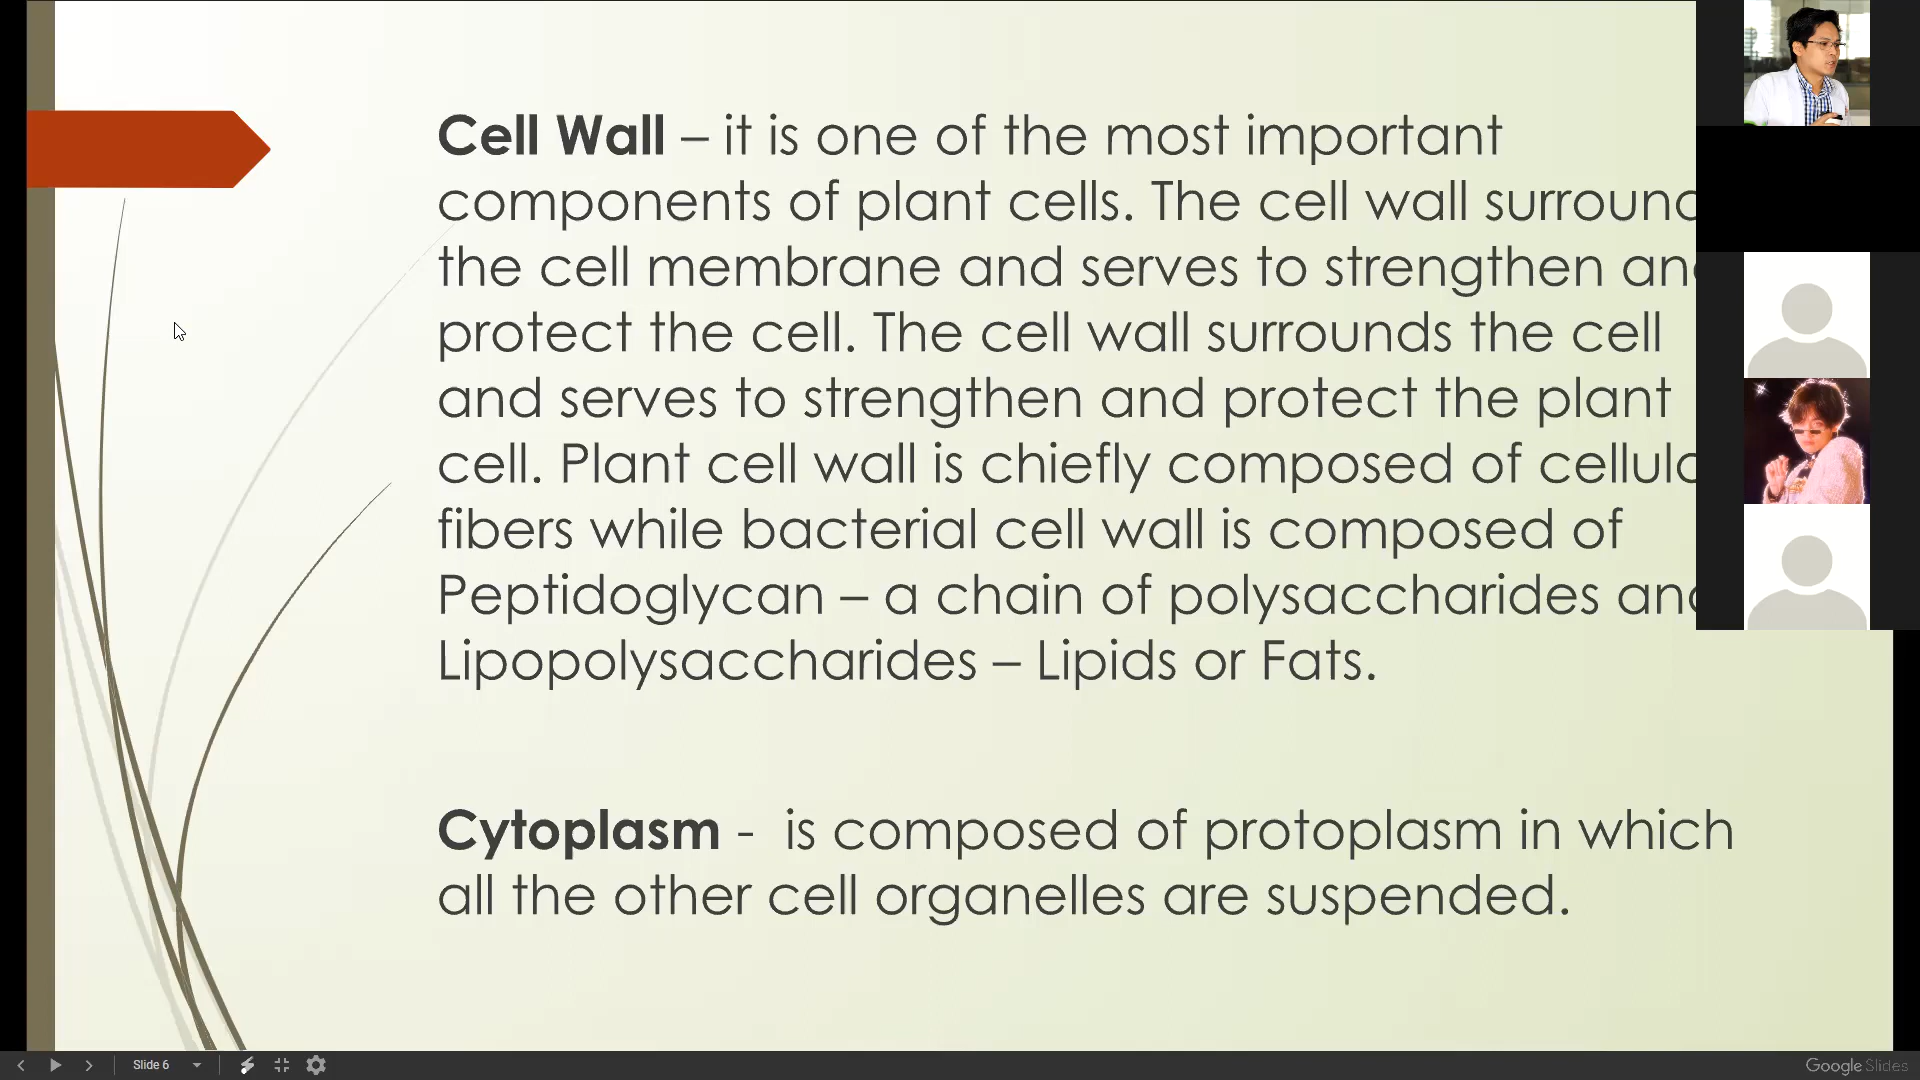 Cell Wall – it is one of the most important
components of plant cells. The cell wall
the cell membrane and serves to strengthen
protect the cell. The cell wall surrounds the cell
and serves to strengthen and protect the plant
cell. Plant cell wall is chiefly composed of
fibers while bacterial cell wall is composed of
Peptidoglycan – a chain of polysaccharides
Lipopolysaccharides – Lipids or Fats.
Cytoplasm - is composed of protoplasm in which
all the other cell organelles are suspended.
Slide 6
Google Slides